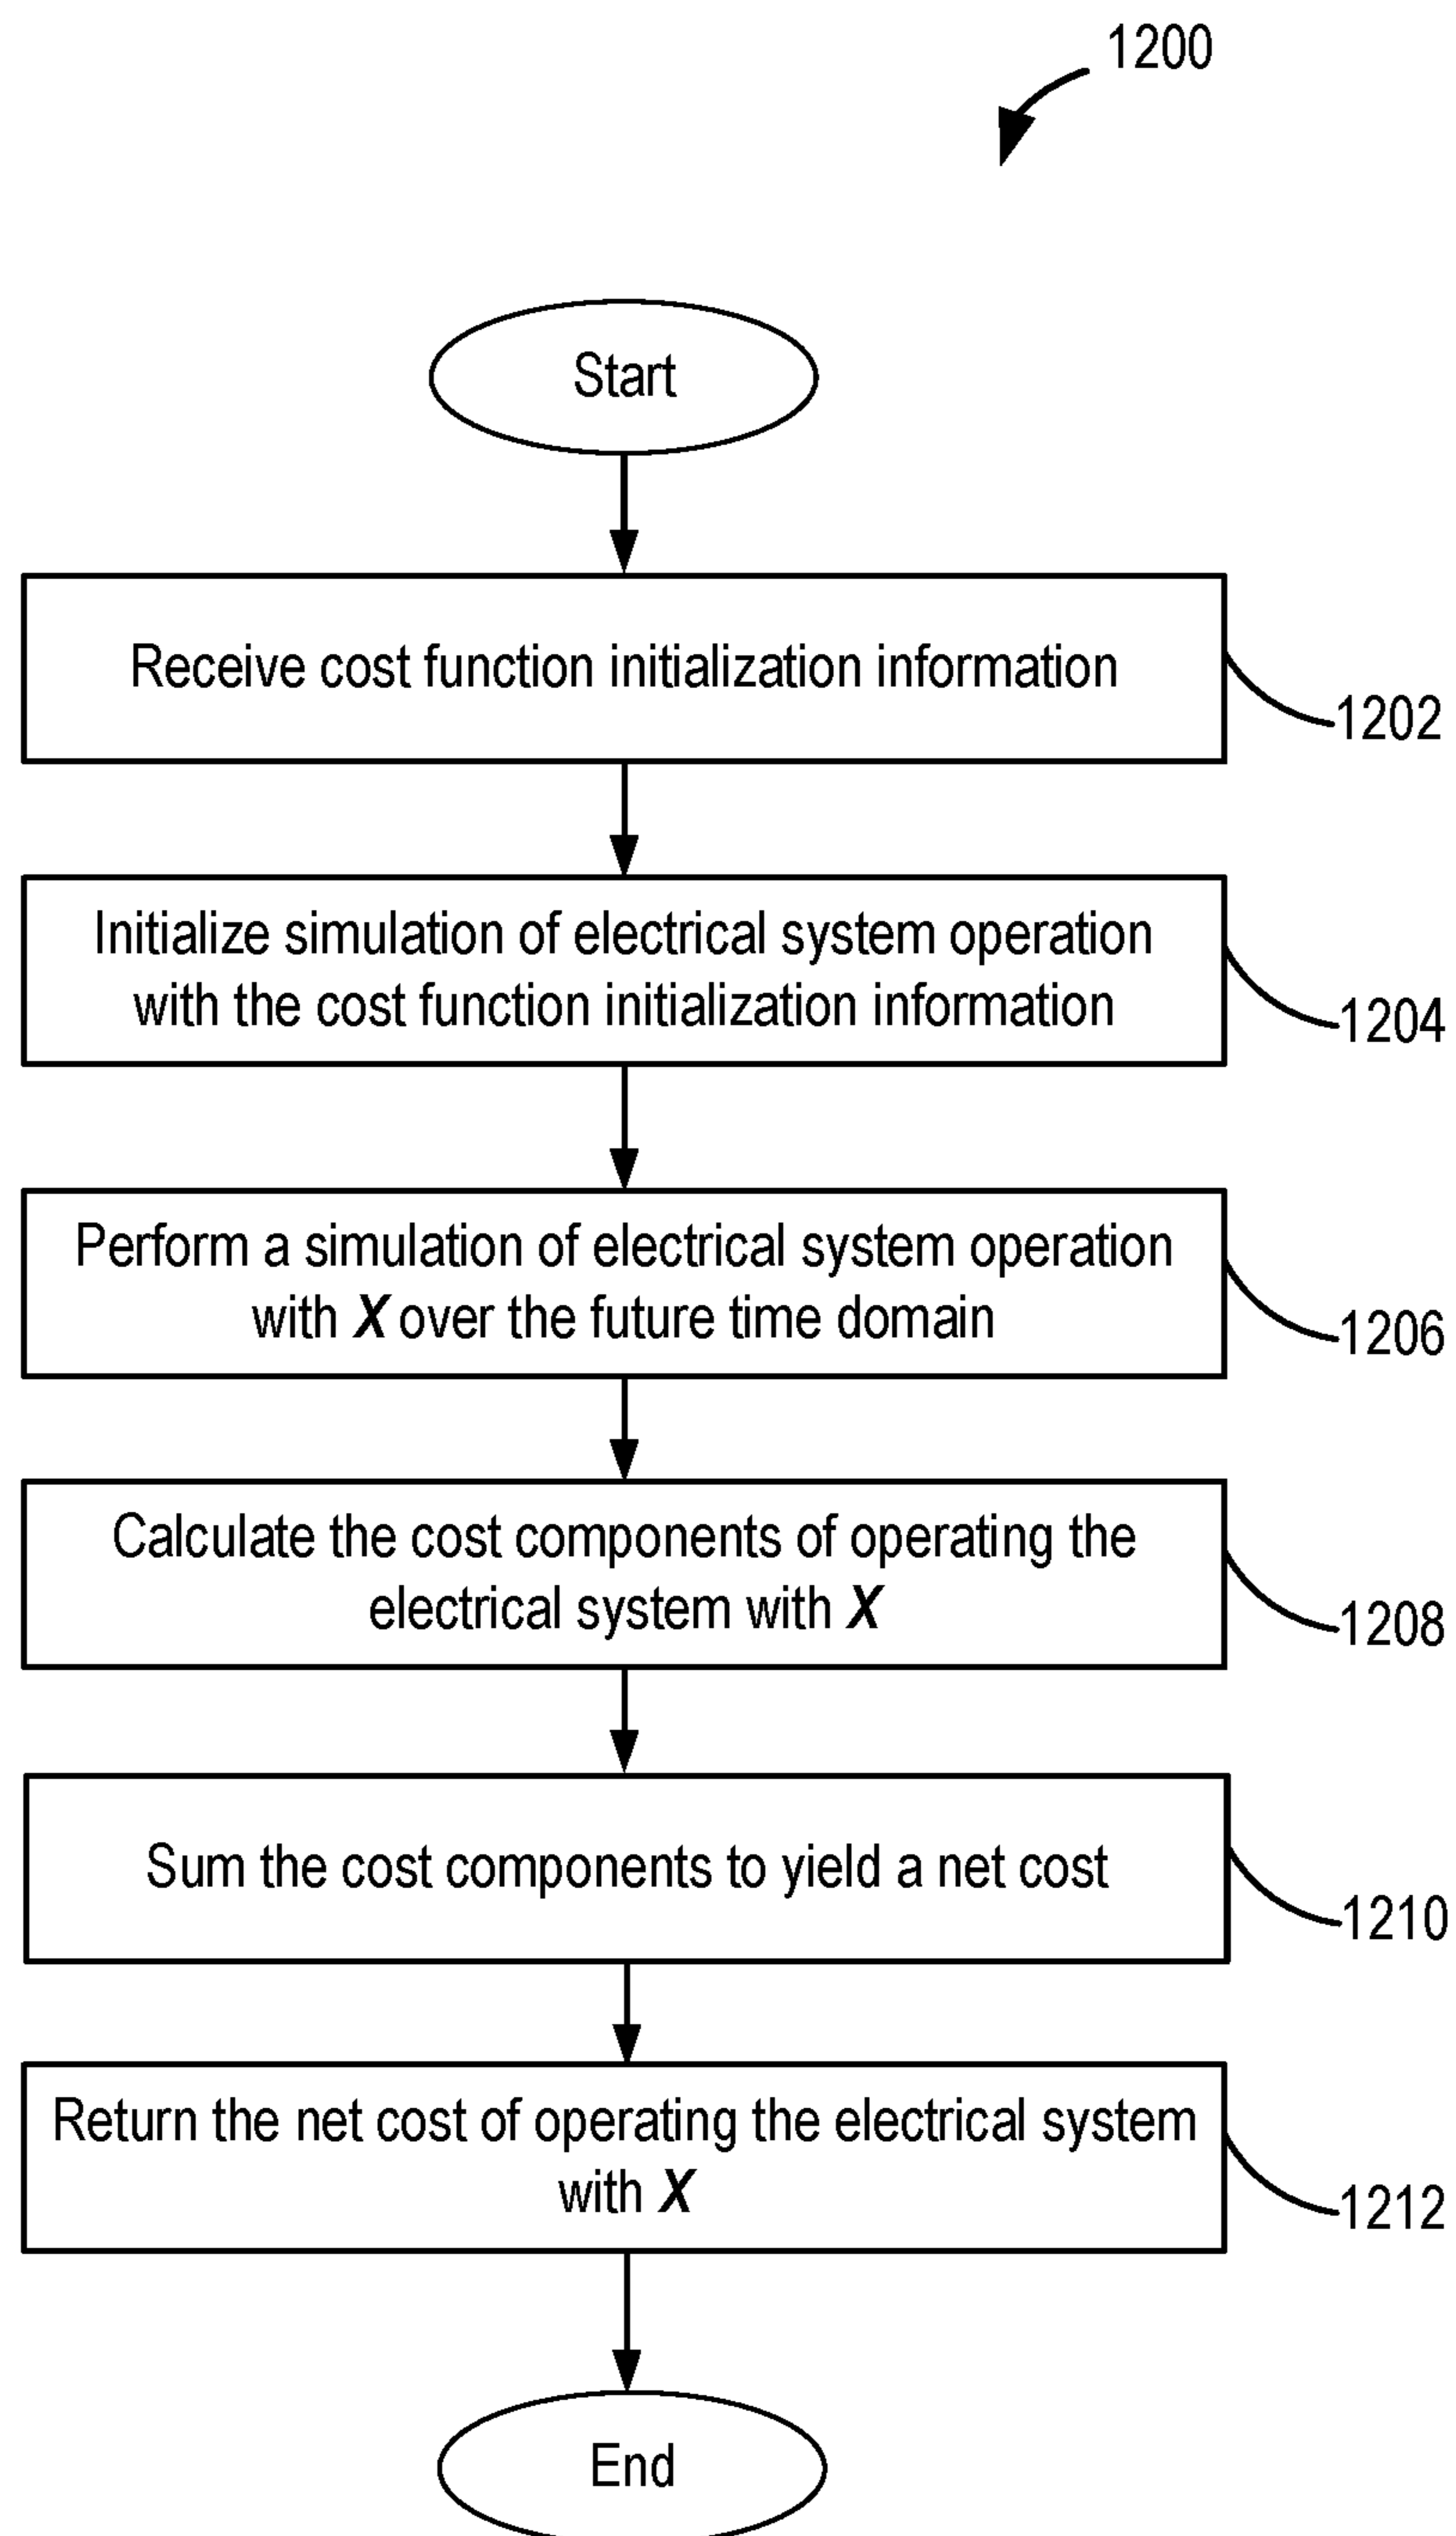 1200
Start
Receive cost function initialization information
1202
Initialize simulation of electrical system operation
with the cost function initialization information
1204
Perform a simulation of electrical system operation
with X over the future time domain
1206
Calculate the cost components of operating the
electrical system with X
1208
Sum the cost components to yield a net cost
1210
Return the net cost of operating the electrical system
with X
1212
End